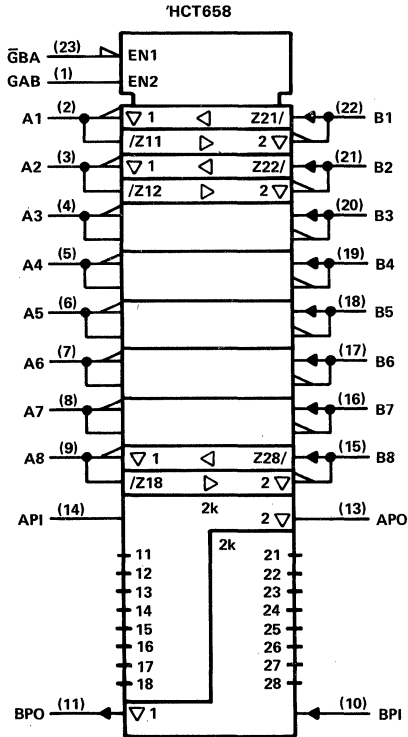 'HCT658
G̅BA (23) EN1
GAB (1) EN2
A1 (2) ▽ 1 ◁ Z21/ (22) B1
/Z11 ▷ 2 ▽
A2 (3) ▽ 1 ◁ Z22/ (21) B2
/Z12 ▷ 2 ▽
A3 (4) (20) B3
A4 (5) (19) B4
A5 (6) (18) B5
A6 (7) (17) B6
A7 (8) (16) B7
A8 (9) ▽ 1 ◁ Z28/ (15) B8
/Z18 ▷ 2 ▽
2k
API (14) 2 ▽ (13) APO
2k
11 21
12 22
13 23
14 24
15 25
16 26
17 27
18 28
BPO (11) ▽ 1 (10) BPI